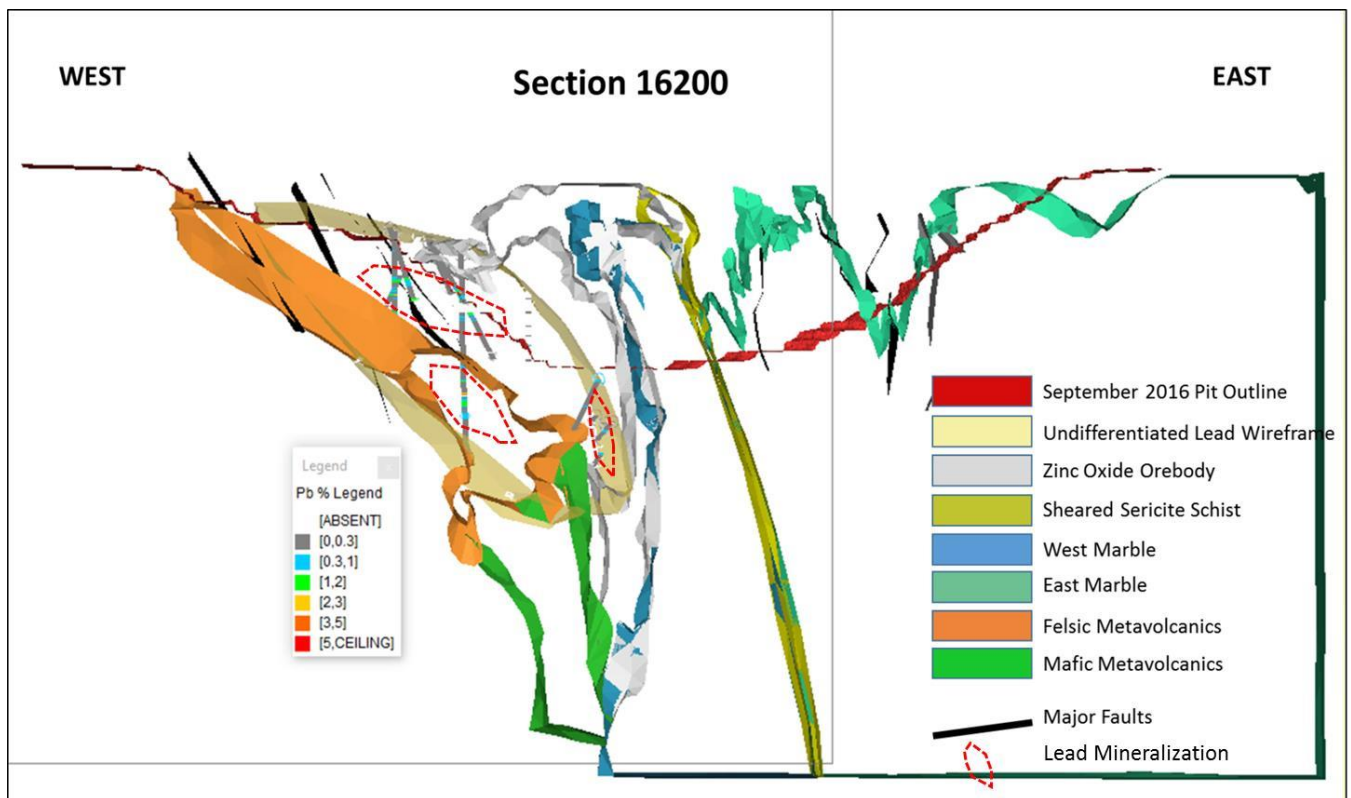 WEST
Section 16200
EAST
September 2016 Pit Outline
Undifferentiated Lead Wireframe
Zinc Oxide Orebody
Sheared Sericite Schist
West Marble
East Marble
Felsic Metavolcanics
Mafic Metavolcanics
Major Faults
Lead Mineralization
Legend
Pb % Legend
[ABSENT]
[0,0.3]
[0.3,1]
[1,2]
[2,3]
[3,5]
[5,CEILING]